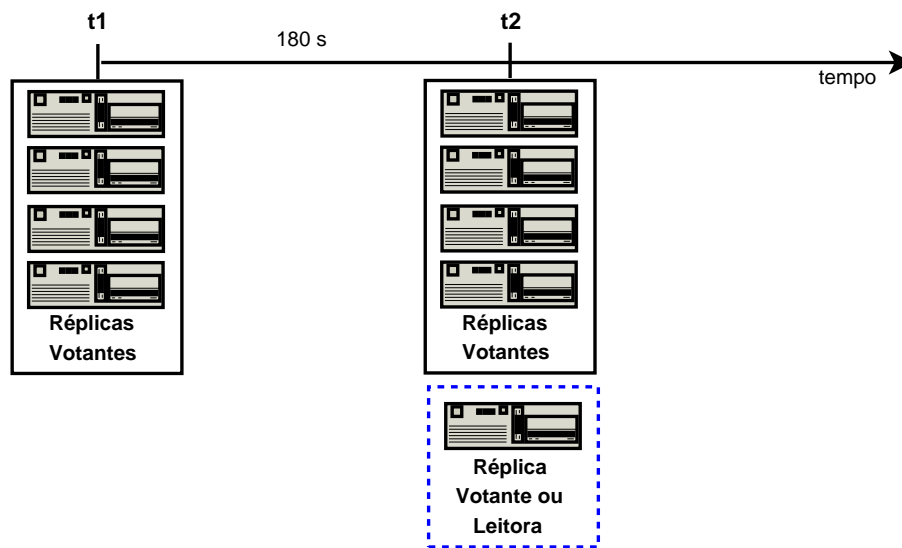 t1
180 s
t2
tempo
Réplicas
Votantes
Réplicas
Votantes
Réplica
Votante ou
Leitora